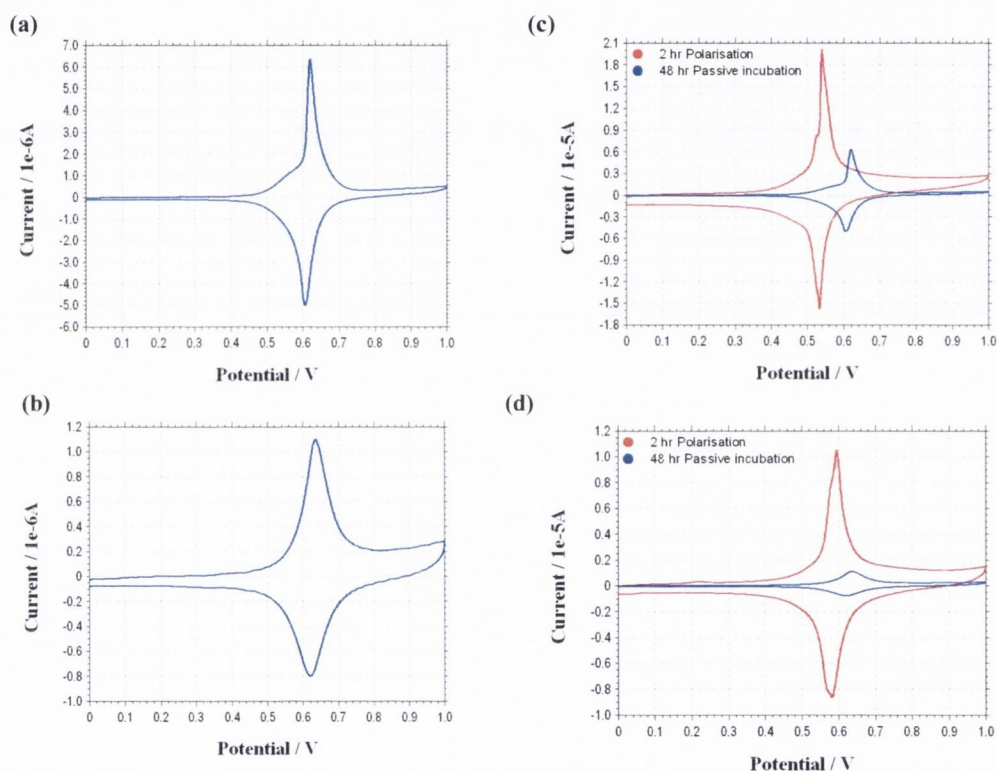 (a)
7.0
6.0
5.0
4.0
3.0
2.0
1.0
0
-1.0
-2.0
-3.0
-4.0
-5.0
-6.0
0 0.1 0.2 0.3 0.4 0.5 0.6 0.7 0.8 0.9 1.0
Current / 1e-6A
Potential / V
(c)
2 hr Polarisation
48 hr Passive incubation
2.1
1.8
1.5
1.2
0.9
0.6
0.3
0
-0.3
-0.6
-0.9
-1.2
-1.5
-1.8
0 0.1 0.2 0.3 0.4 0.5 0.6 0.7 0.8 0.9 1.0
Current / 1e-5A
Potential / V
(b)
1.2
1.0
0.8
0.6
0.4
0.2
0
-0.2
-0.4
-0.6
-0.8
-1.0
0 0.1 0.2 0.3 0.4 0.5 0.6 0.7 0.8 0.9 1.0
Current / 1e-6A
Potential / V
(d)
2 hr Polarisation
48 hr Passive incubation
1.2
1.0
0.8
0.6
0.4
0.2
0
-0.2
-0.4
-0.6
-0.8
-1.0
0 0.1 0.2 0.3 0.4 0.5 0.6 0.7 0.8 0.9 1.0
Current / 1e-5A
Potential / V